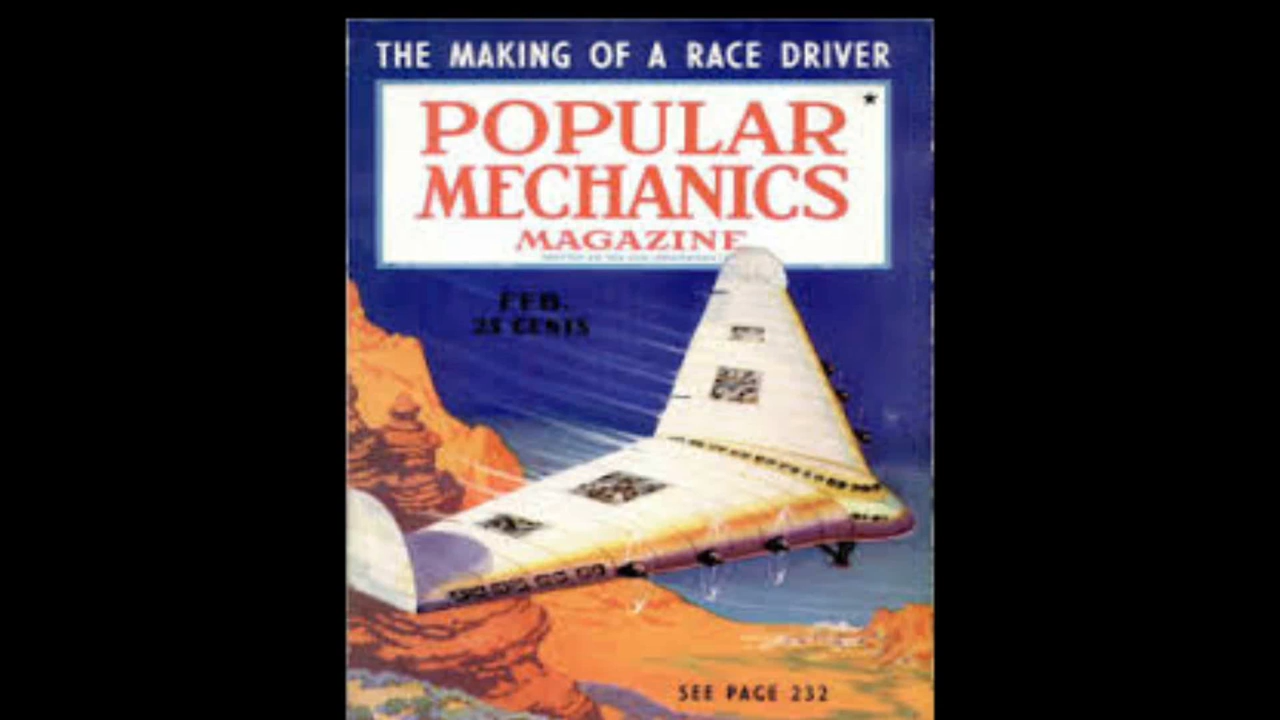 THE MAKING OF A RACE DRIVER
POPULAR
MECHANICS
MAGAZINE
FEB.
25 CENTS
SEE PAGE 232